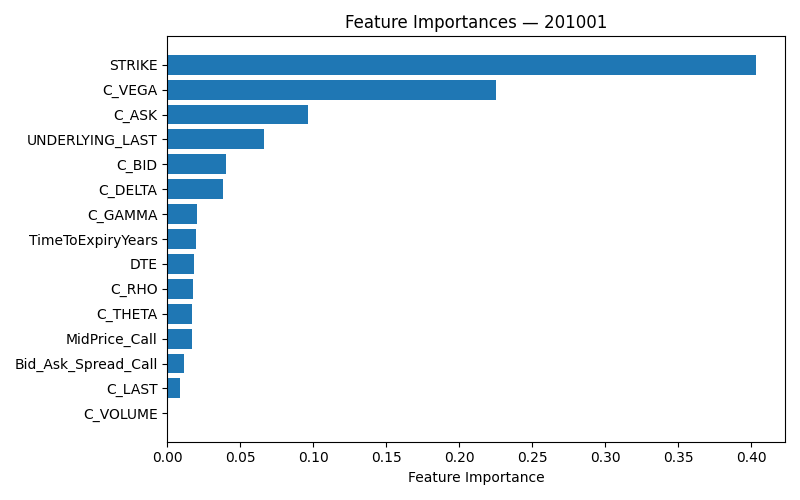 Feature Importances — 201001
STRIKE
C_VEGA
C_ASK
UNDERLYING_LAST
C_BID
C_DELTA
C_GAMMA
TimeToExpiryYears
DTE
C_RHO
C_THETA
MidPrice_Call
Bid_Ask_Spread_Call
C_LAST
C_VOLUME
0.00 0.05 0.10 0.15 0.20 0.25 0.30 0.35 0.40
Feature Importance